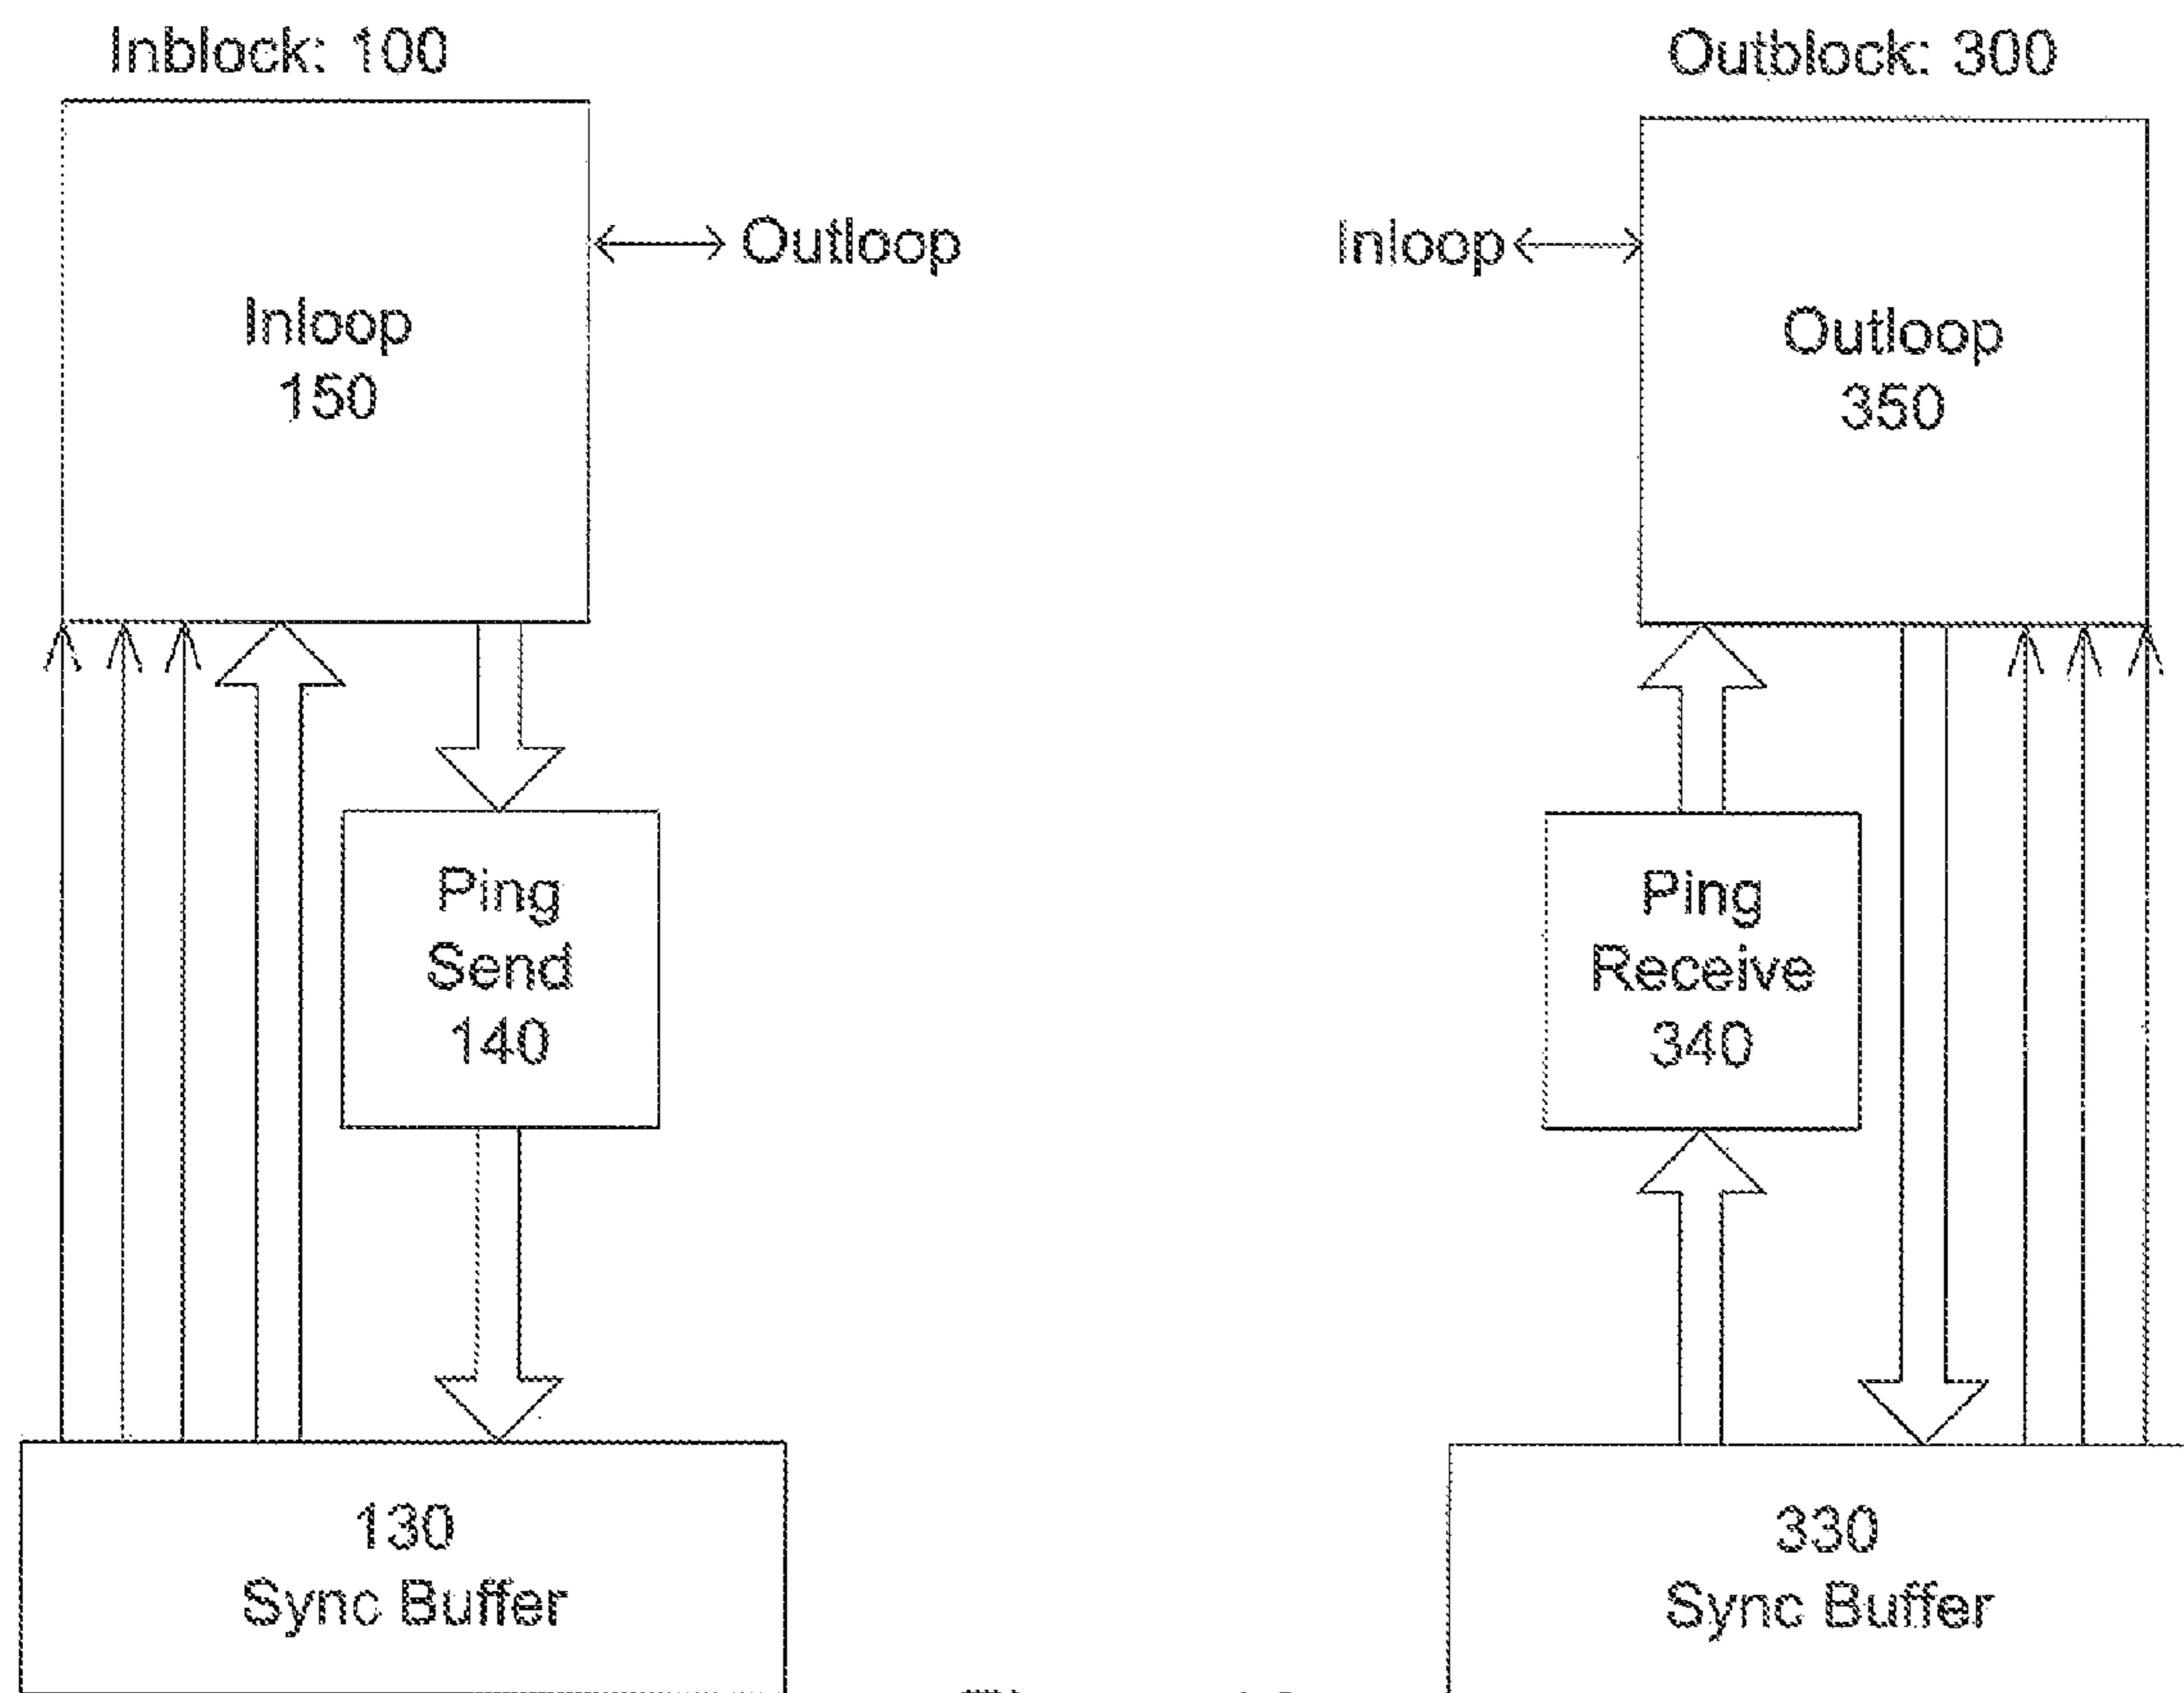 Inblock: 100
Outblock: 300
Outloop
Inloop
Inloop
150
Outloop
350
Ping
Send
140
Ping
Receive
340
130
Sync Buffer
330
Sync Buffer